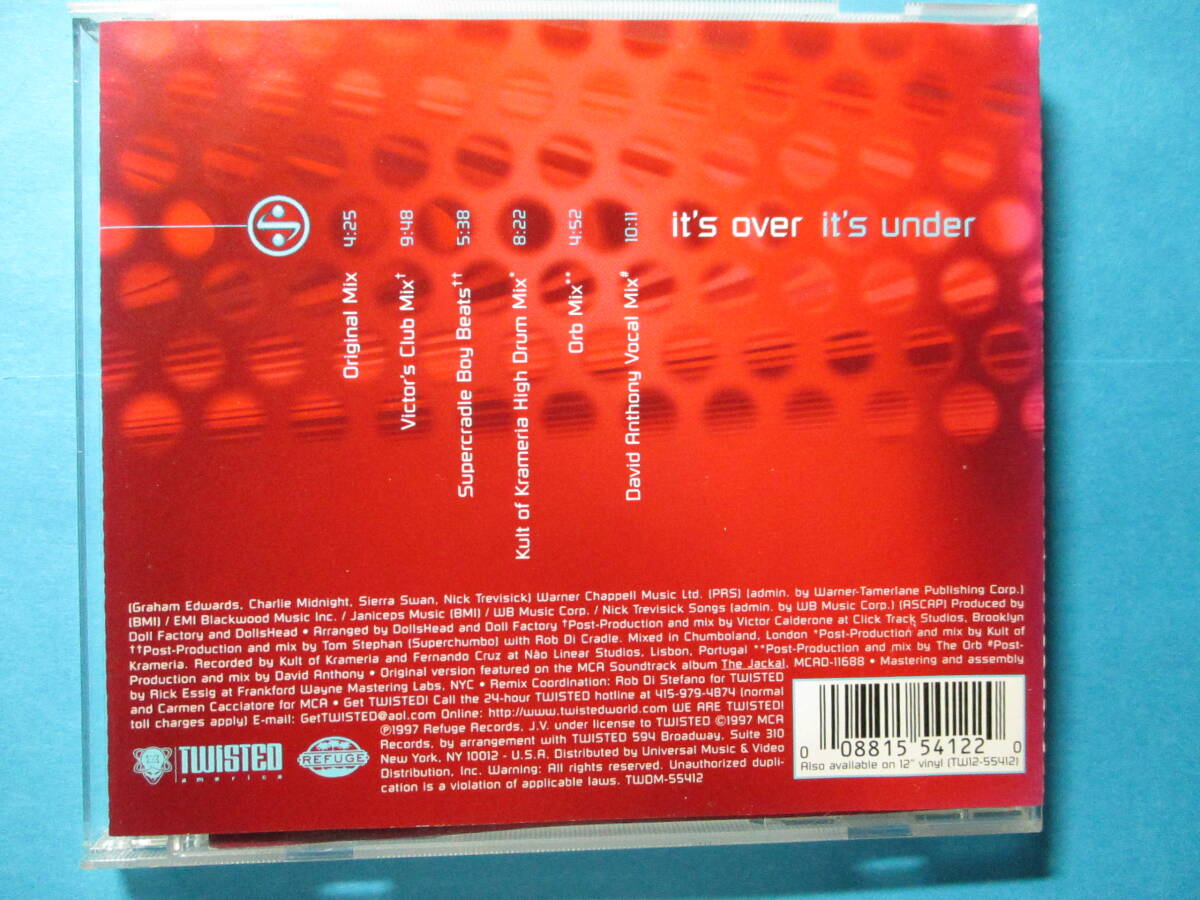 it's over it's under
Original Mix 4:25
Victor's Club Mix† 9:48
Supercradle Boy Beats†† 5:38
Kult of Krameria High Drum Mix* 8:22
Orb Mix** 4:52
David Anthony Vocal Mix# 10:11
(Graham Edwards, Charlie Midnight, Sierra Swan, Nick Trevisick) Warner Chappell Music Ltd. (PRS) (admin. by Warner-Tamerlane Publishing Corp.)
(BMI) / EMI Blackwood Music Inc. / Janiceps Music (BMI) / WB Music Corp. / Nick Trevisick Songs (admin. by WB Music Corp.) (ASCAP) Produced by
Doll Factory and DollsHead • Arranged by DollsHead and Doll Factory †Post-Production and mix by Victor Calderone at Click Track Studios, Brooklyn
††Post-Production and mix by Tom Stephan (Superchumbo) with Rob Di Cradle. Mixed in Chumboland, London *Post-Production and mix by Kult of
Krameria. Recorded by Kult of Krameria and Fernando Cruz at Não Linear Studios, Lisbon, Portugal **Post-Production and mix by The Orb #Post-
Production and mix by David Anthony • Original version featured on the MCA Soundtrack album The Jackal, MCAD-11688 • Mastering and assembly
by Rick Essig at Frankford Wayne Mastering Labs, NYC • Remix Coordination: Rob Di Stefano for TWISTED
and Carmen Cacciatore for MCA • Get TWISTED! Call the 24-hour TWISTED hotline at 415-979-4874 (normal
toll charges apply) E-mail: GetTWISTED@aol.com Online: http://www.twistedworld.com WE ARE TWISTED!
℗1997 Refuge Records, J.V. under license to TWISTED ©1997 MCA
Records, by arrangement with TWISTED 594 Broadway, Suite 310
New York, NY 10012 - U.S.A. Distributed by Universal Music & Video
Distribution, Inc. Warning: All rights reserved. Unauthorized dupli-
cation is a violation of applicable laws. TWDM-55412
TWISTED
america
REFUGE
0 08815 54122 0
Also available on 12" vinyl (TW12-55412)